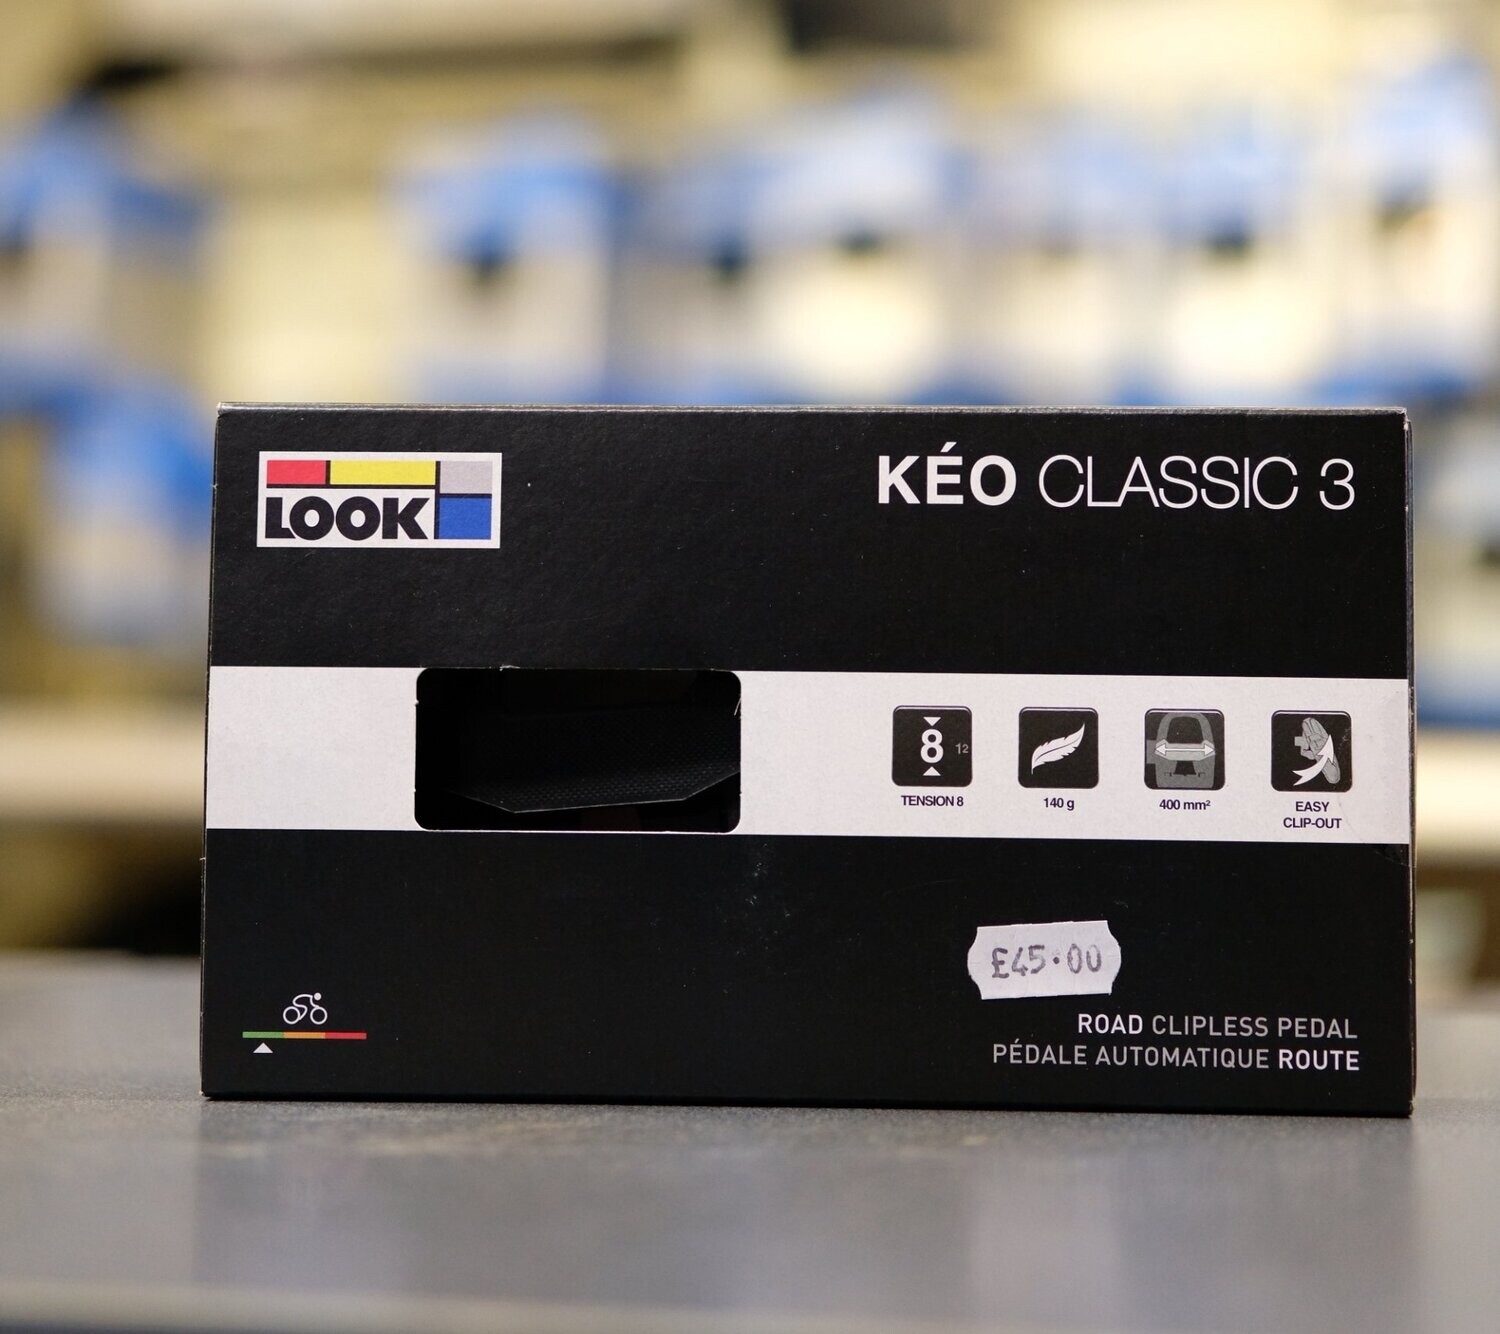 LOOK
KÉO CLASSIC 3
8 12
TENSION 8
140 g
400 mm²
EASY
CLIP-OUT
£45.00
ROAD CLIPLESS PEDAL
PÉDALE AUTOMATIQUE ROUTE